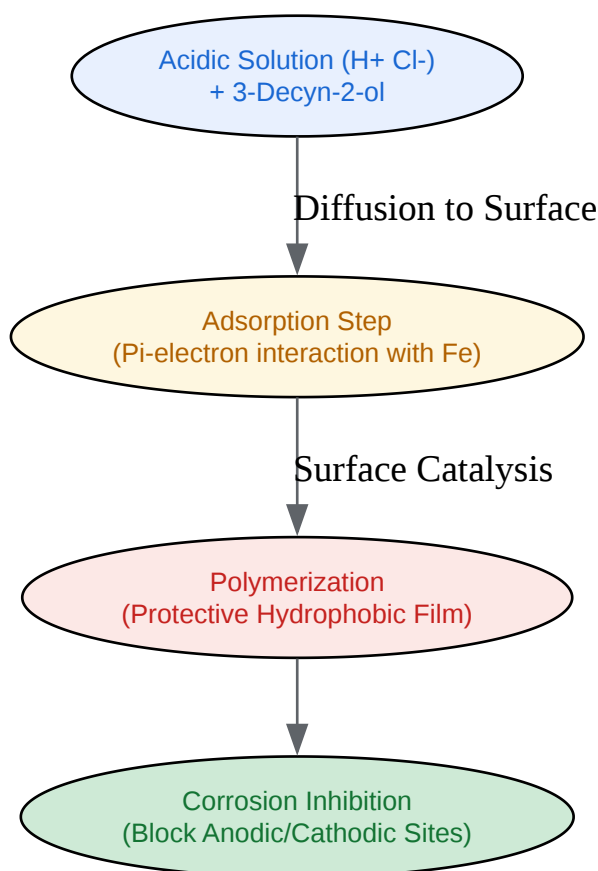 Acidic Solution (H+ Cl-)
+ 3-Decyn-2-ol
Diffusion to Surface
Adsorption Step
(Pi-electron interaction with Fe)
Surface Catalysis
Polymerization
(Protective Hydrophobic Film)
Corrosion Inhibition
(Block Anodic/Cathodic Sites)